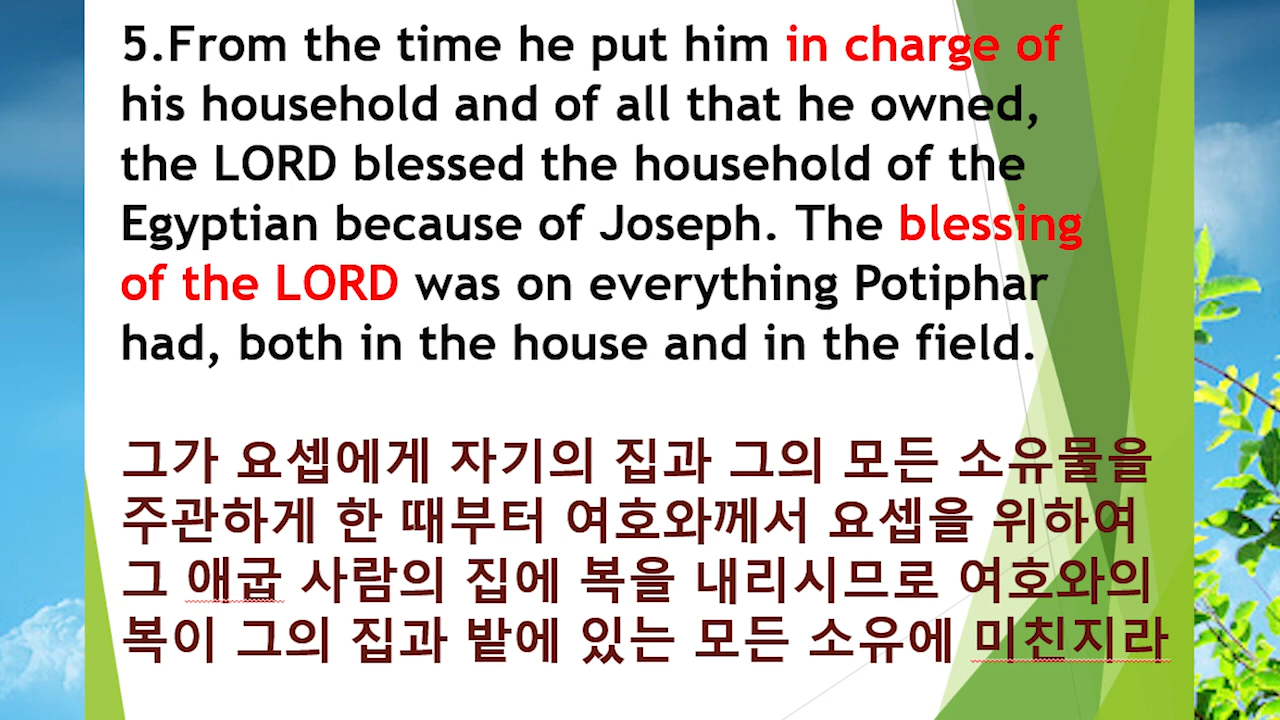 5.From the time he put him in charge of
his household and of all that he owned,
the LORD blessed the household of the
Egyptian because of Joseph. The blessing
of the LORD was on everything Potiphar
had, both in the house and in the field.
그가 요셉에게 자기의 집과 그의 모든 소유물을
주관하게 한 때부터 여호와께서 요셉을 위하여
그 애굽 사람의 집에 복을 내리시므로 여호와의
복이 그의 집과 밭에 있는 모든 소유에 미친지라